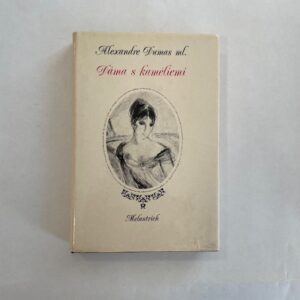 Alexandre Dumas ml.
Dáma s kaméliemi
Melantrich